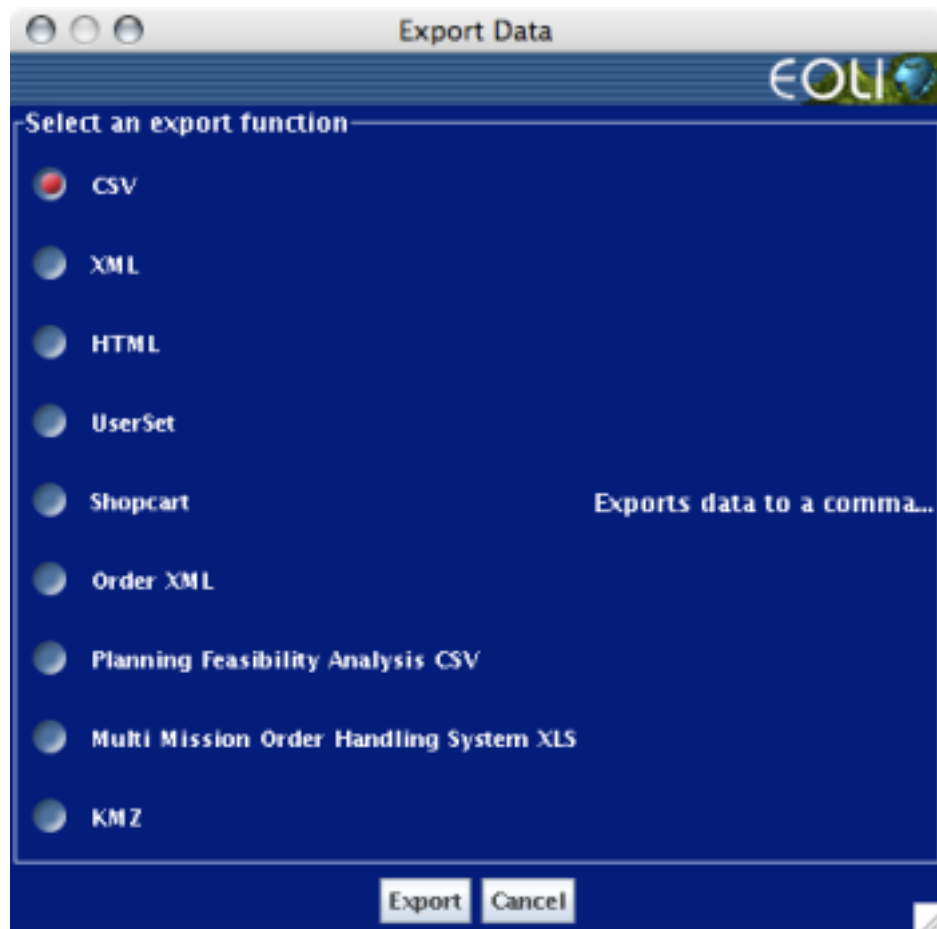 Export Data
EOLI
Select an export function
CSV
XML
HTML
UserSet
Shopcart
Exports data to a comma...
Order XML
Planning Feasibility Analysis CSV
Multi Mission Order Handling System XLS
KMZ
Export
Cancel